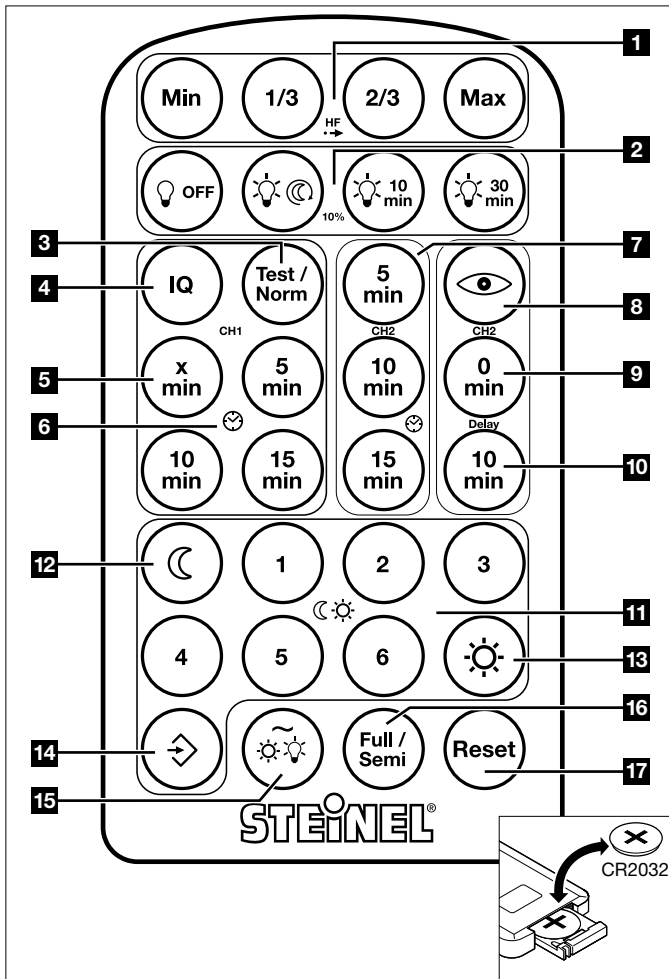 1
Min 1/3 2/3 Max
HF
2
OFF 10 min 30 min
10%
3
4
IQ Test / Norm
5 min
7
8
CH1 CH2 CH2
5
x min 5 min 10 min 0 min
9
6
Delay
10 min 15 min 15 min 10 min
10
12
1 2 3
11
4 5 6
13
16
14
Full / Semi Reset
15
17
STEINEL®
CR2032